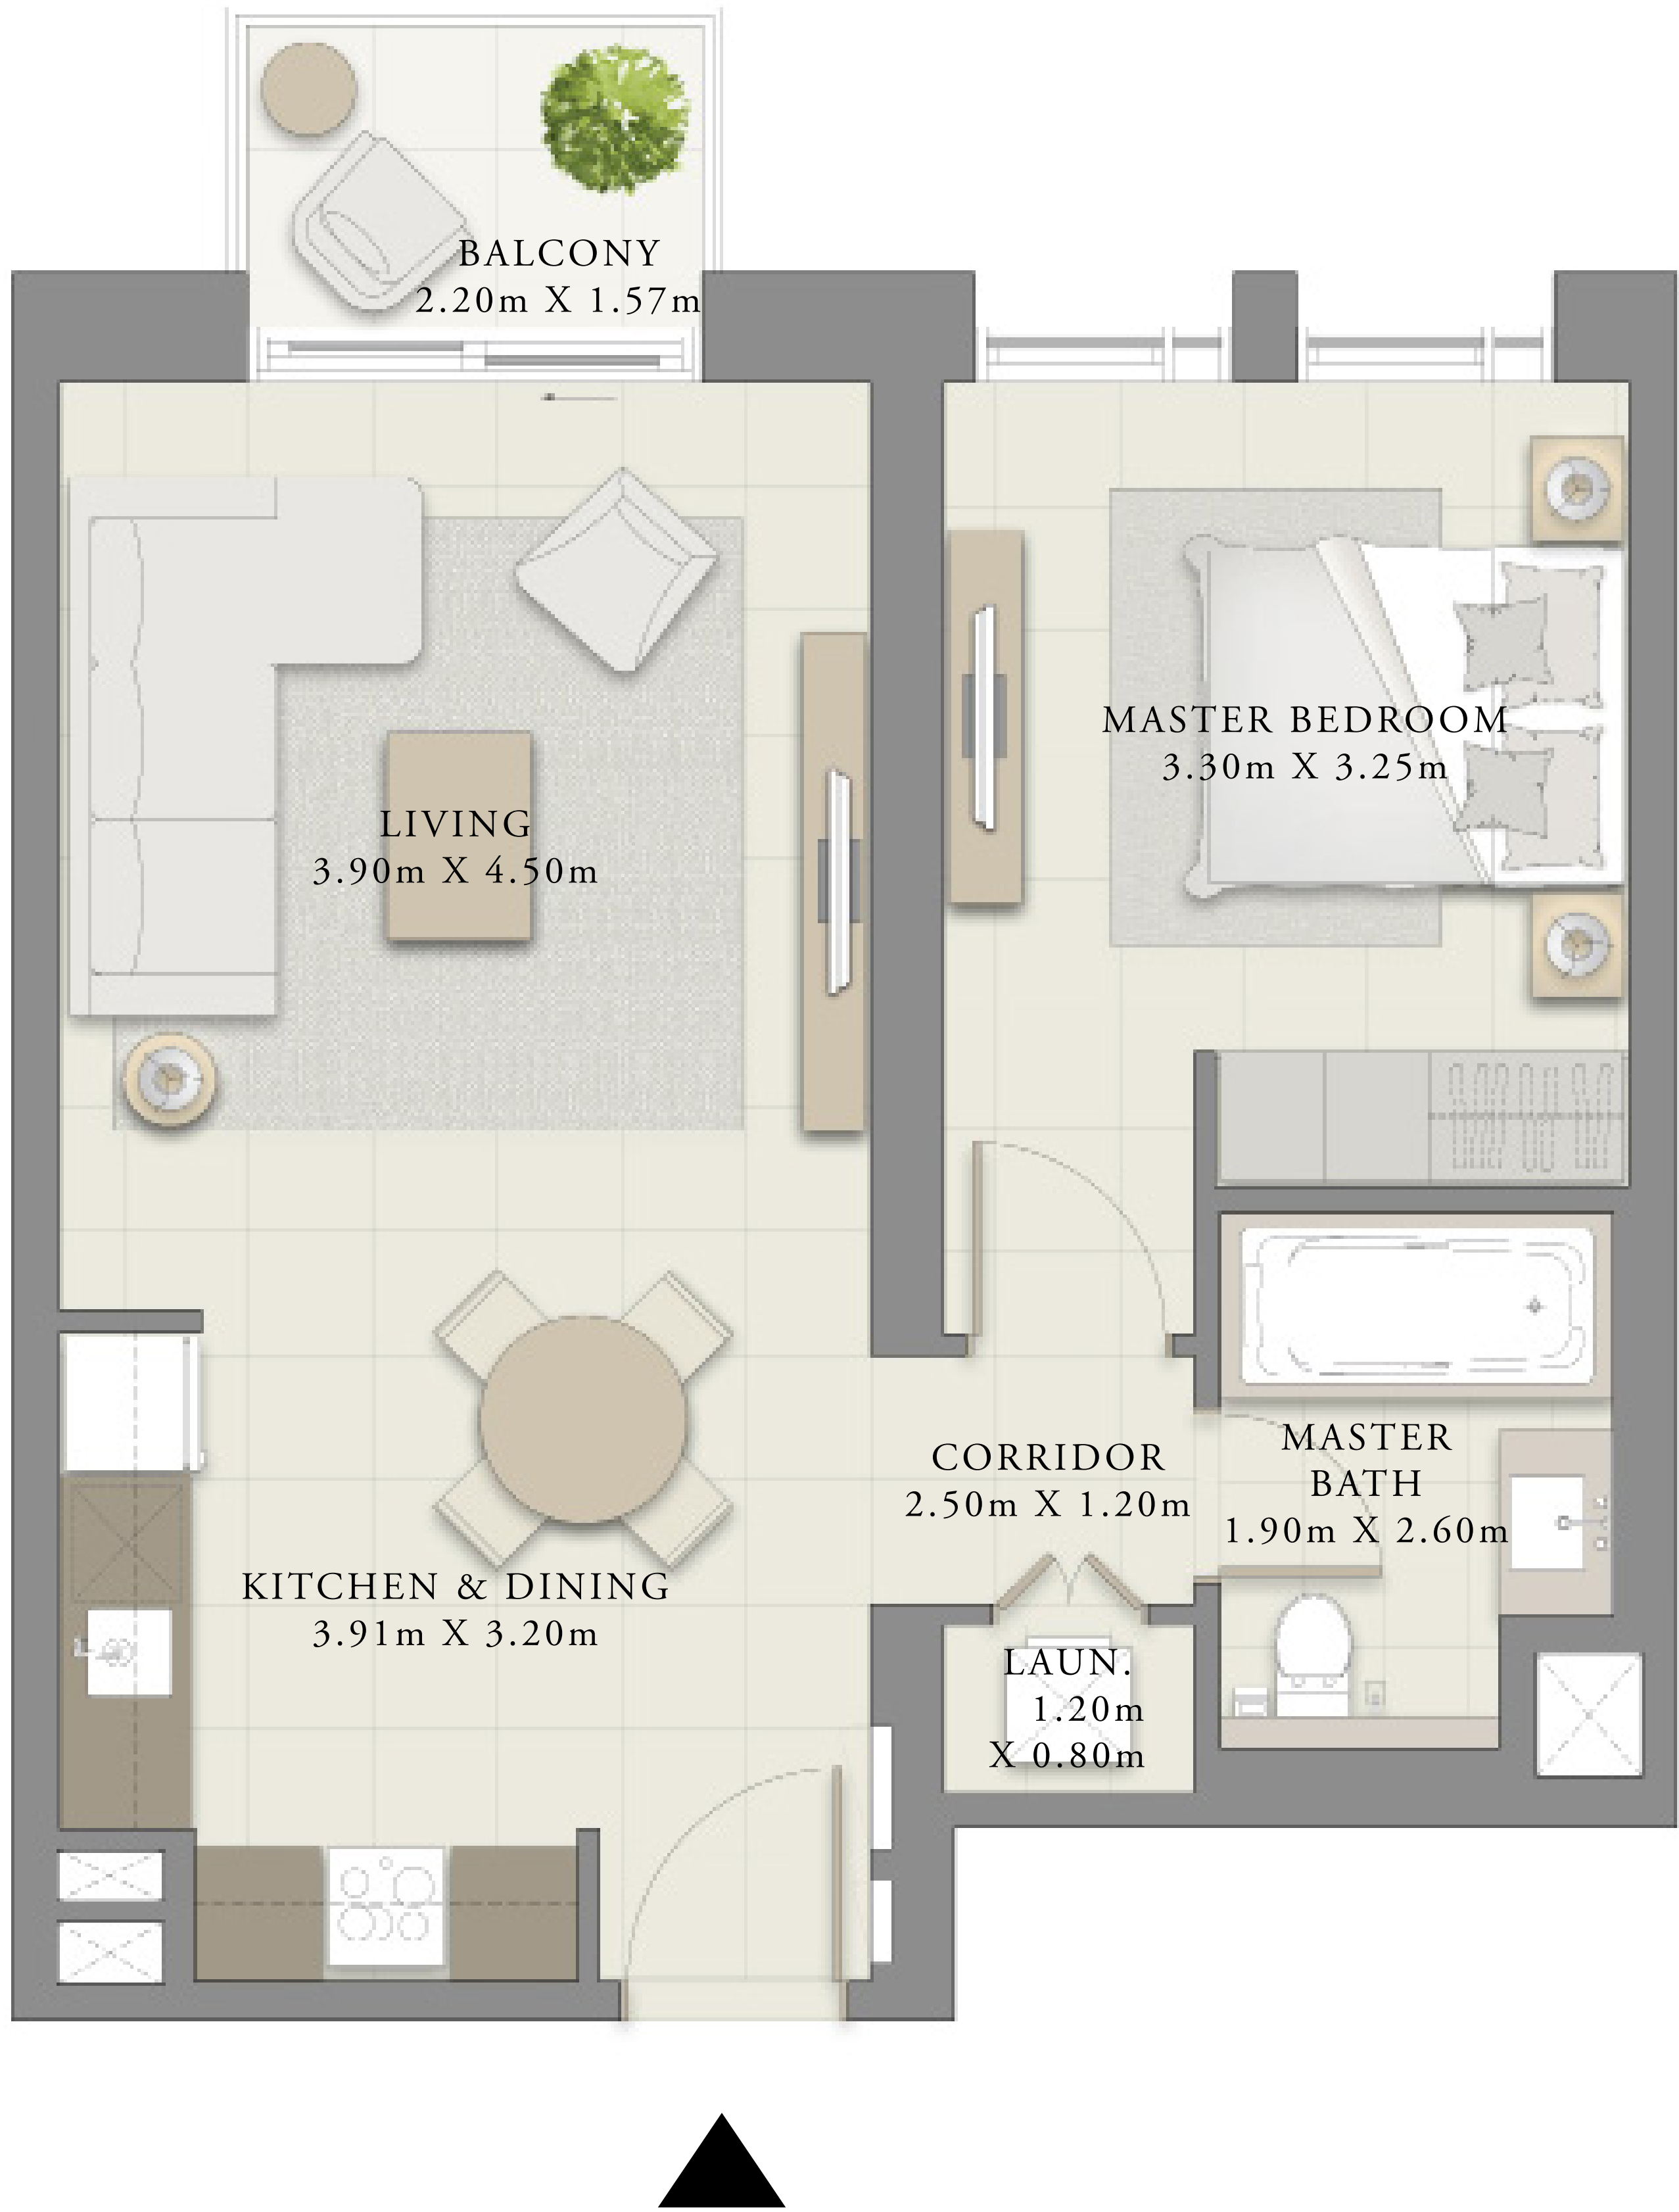 BALCONY
2.20m X 1.57m
MASTER BEDROOM
3.30m X 3.25m
LIVING
3.90m X 4.50m
CORRIDOR
2.50m X 1.20m
MASTER
BATH
1.90m X 2.60m
KITCHEN & DINING
3.91m X 3.20m
LAUN.
1.20m
X 0.80m